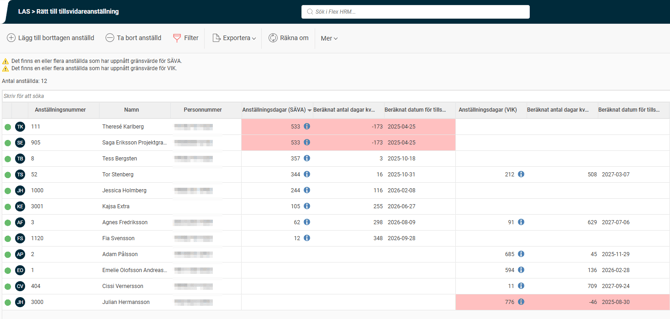 LAS > Rätt till tillsvidareanställning
Sök i Flex HRM...
Lägg till borttagen anställd Ta bort anställd Filter Exportera Räkna om Mer
Det finns en eller flera anställda som har uppnått gränsvärde för SÄVA.
Det finns en eller flera anställda som har uppnått gränsvärde för VIK.
Antal anställda: 12
Skriv för att söka
Anställningsnummer Namn Personnummer Anställningsdagar (SÄVA) Beräknat antal dagar kv... Beräknat datum för tills... Anställningsdagar (VIK) Beräknat antal dagar kv... Beräknat datum för tills...
TK 111 Theresé Karlberg 533 -173 2025-04-25
SE 905 Saga Eriksson Projektgra... 533 -173 2025-04-25
TB 8 Tess Bergsten 357 3 2025-10-18
TS 52 Tor Stenberg 344 16 2025-10-31 212 508 2027-03-07
JH 1000 Jessica Holmberg 244 116 2026-02-08
KE 3001 Kajsa Extra 105 255 2026-06-27
AF 3 Agnes Fredriksson 62 298 2026-08-09 91 629 2027-07-06
FS 1120 Fia Svensson 12 348 2026-09-28
AP 2 Adam Pålsson 685 45 2025-11-29
EO 1 Emelie Olofsson Andreas... 594 136 2026-02-28
CV 404 Cissi Vernersson 11 709 2027-09-24
JH 3000 Julian Hermansson 776 -46 2025-08-30